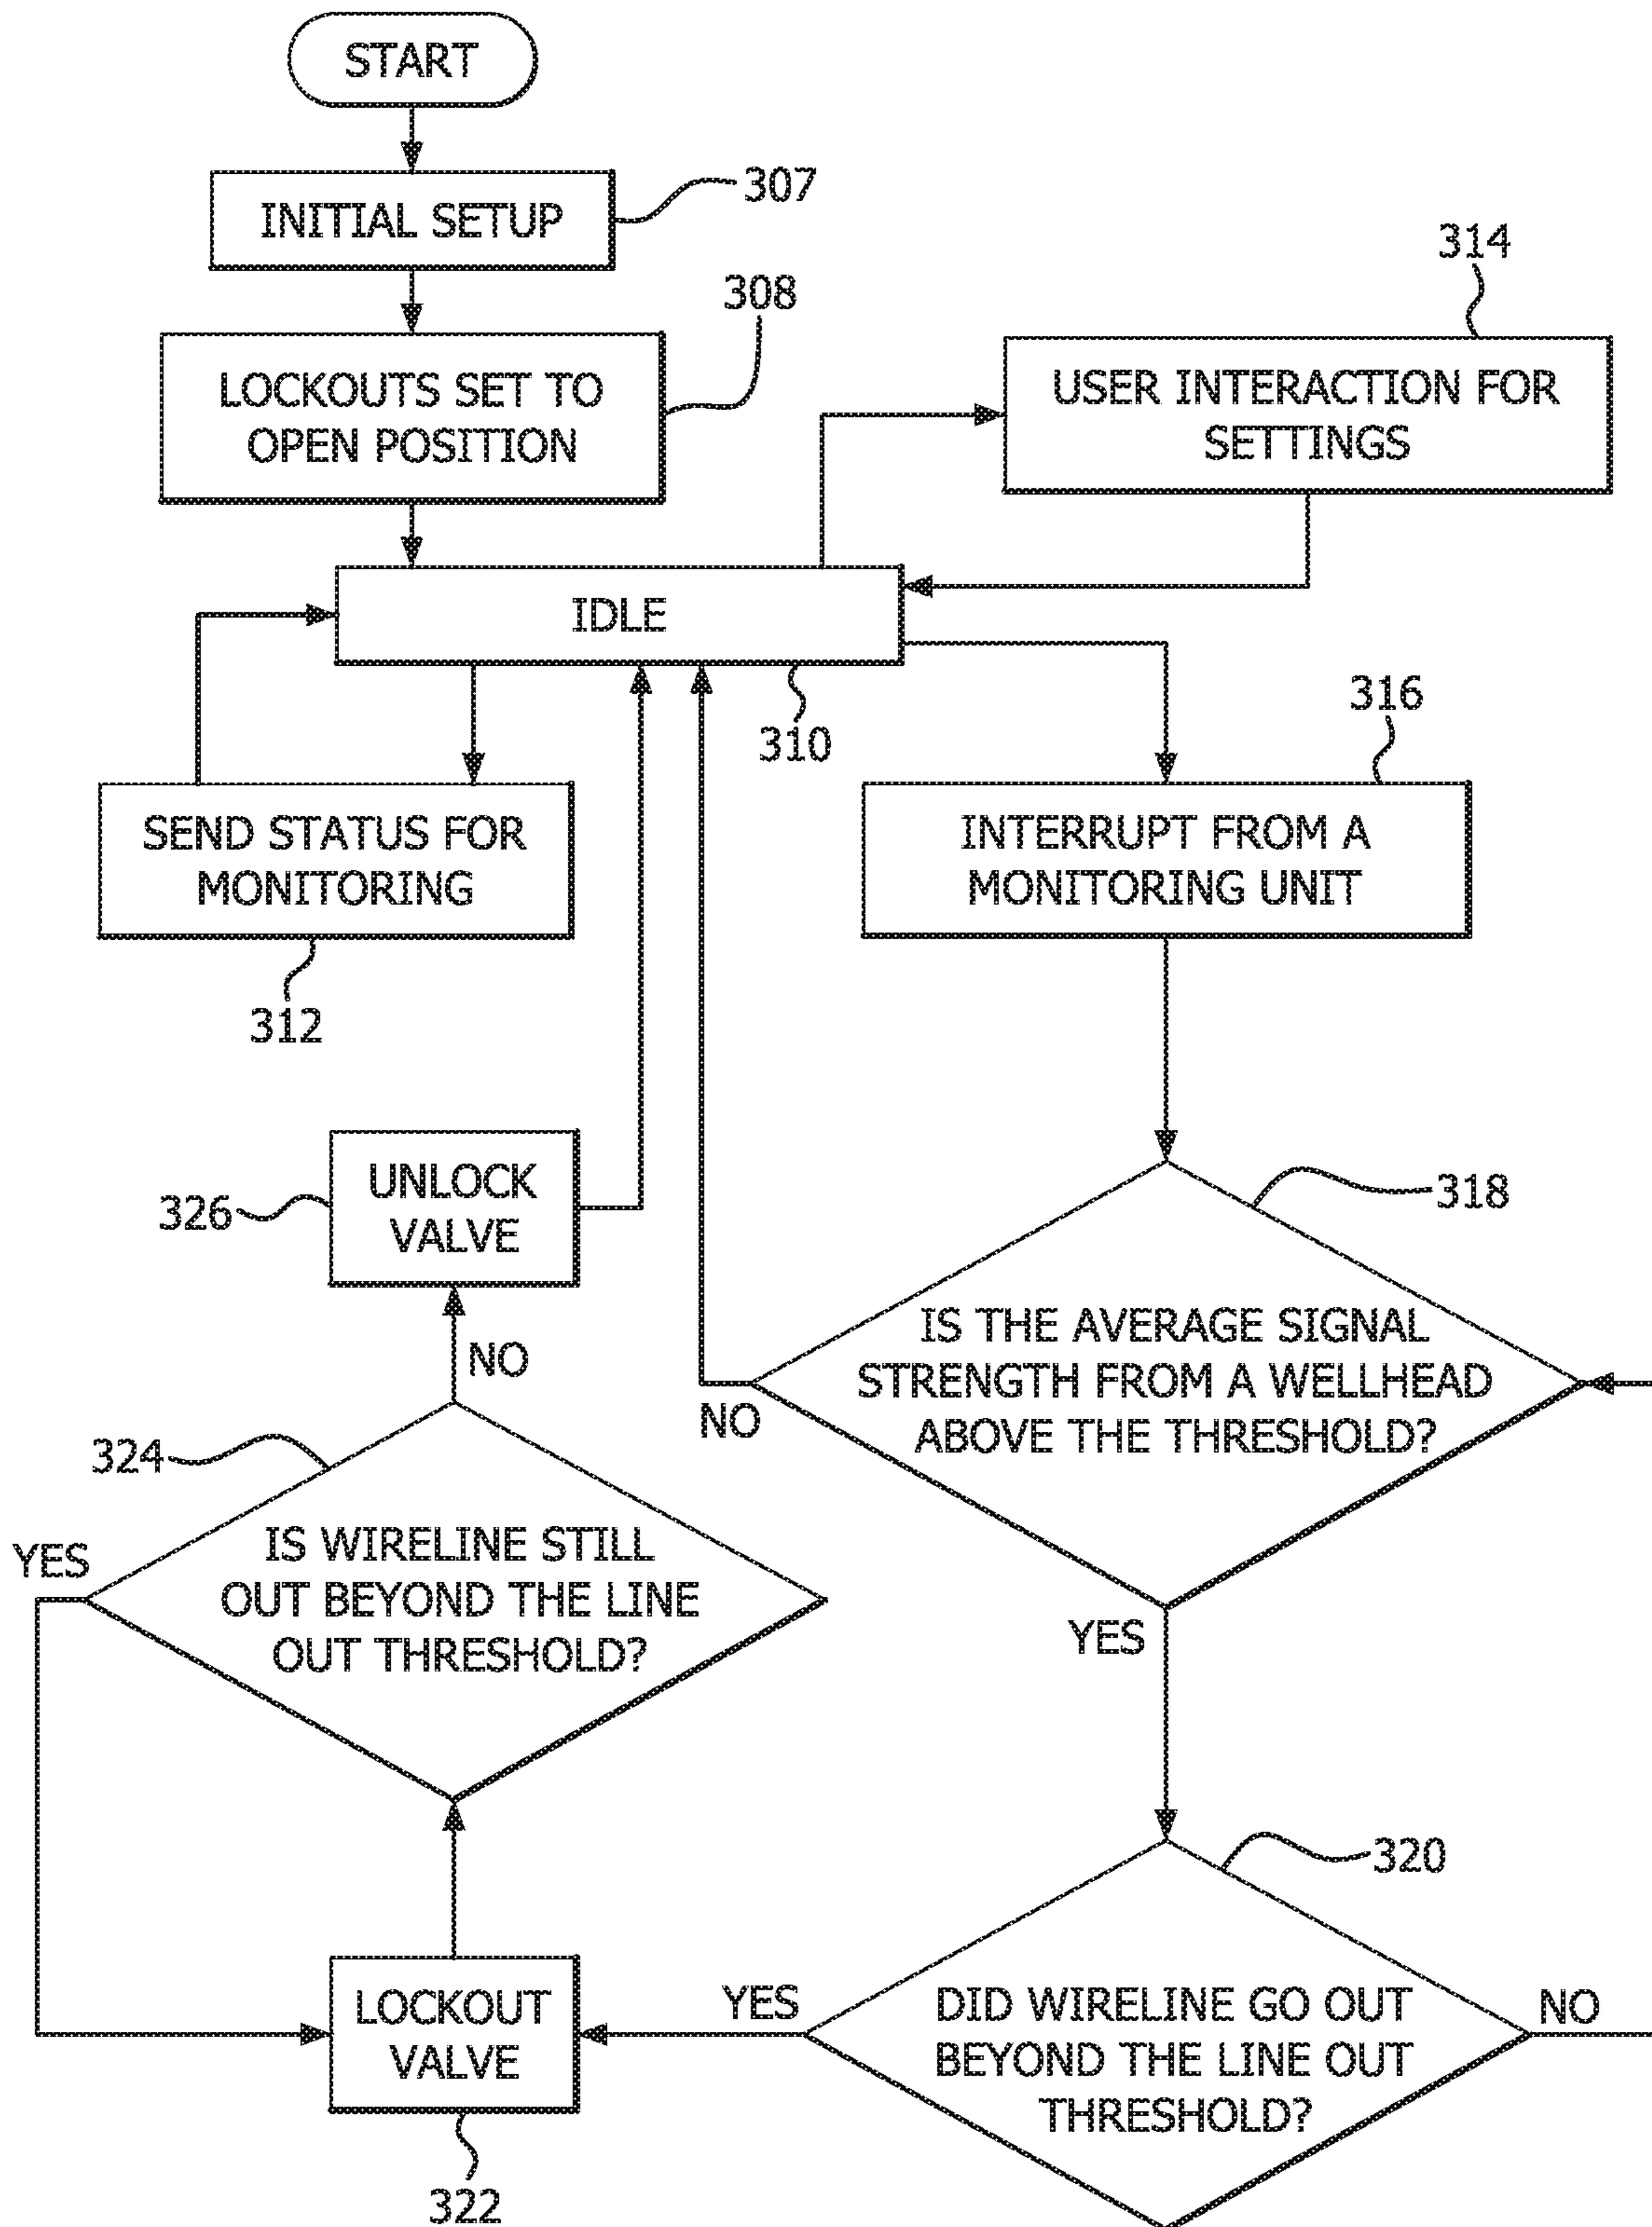 START
INITIAL SETUP
307
LOCKOUTS SET TO
OPEN POSITION
308
USER INTERACTION FOR
SETTINGS
314
IDLE
310
SEND STATUS FOR
MONITORING
312
INTERRUPT FROM A
MONITORING UNIT
316
IS THE AVERAGE SIGNAL
STRENGTH FROM A WELLHEAD
ABOVE THE THRESHOLD?
318
NO
YES
UNLOCK
VALVE
326
NO
324
IS WIRELINE STILL
OUT BEYOND THE LINE
OUT THRESHOLD?
YES
LOCKOUT
VALVE
322
YES
DID WIRELINE GO OUT
BEYOND THE LINE OUT
THRESHOLD?
320
NO